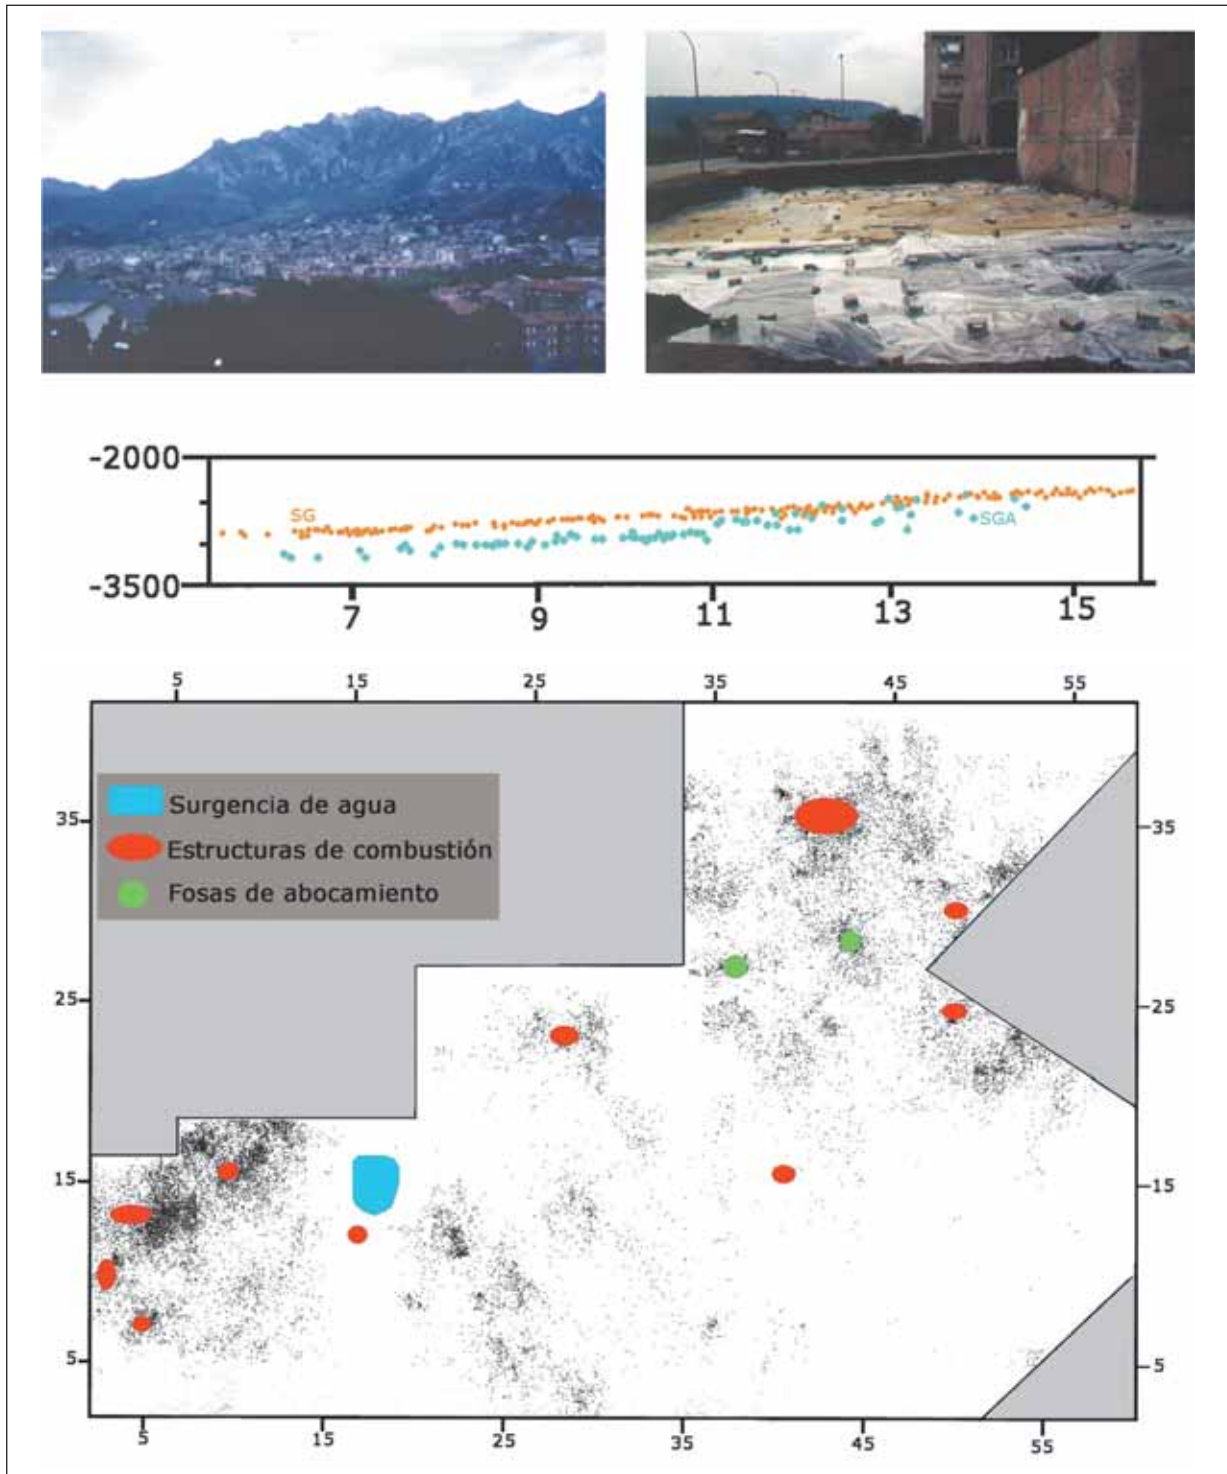 -2000
SG
SGA
-3500
7 9 11 13 15
5 15 25 35 45 55
Surgencia de agua
35 Estructuras de combustión 35
Fosas de abocamiento
25 25
15 15
5 5
5 15 25 35 45 55